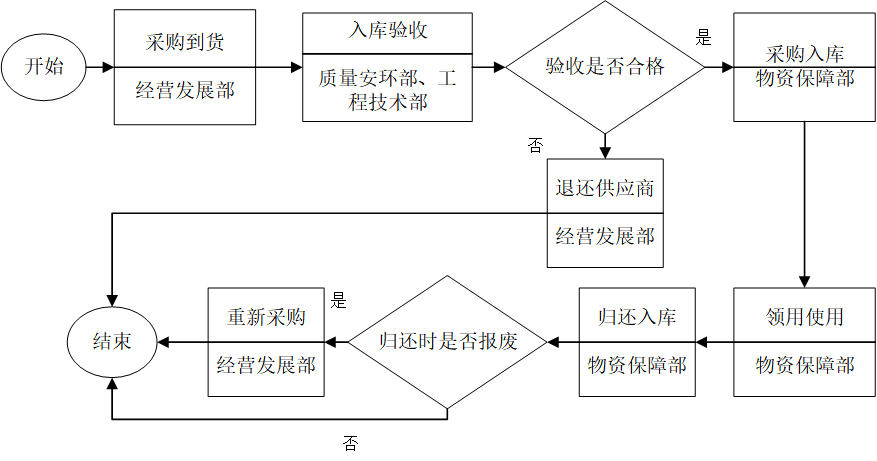 开始
采购到货
经营发展部
入库验收
质量安环部、工
程技术部
验收是否合格
是
采购入库
物资保障部
否
退还供应商
经营发展部
领用使用
物资保障部
归还入库
物资保障部
归还时是否报废
是
重新采购
经营发展部
结束
否